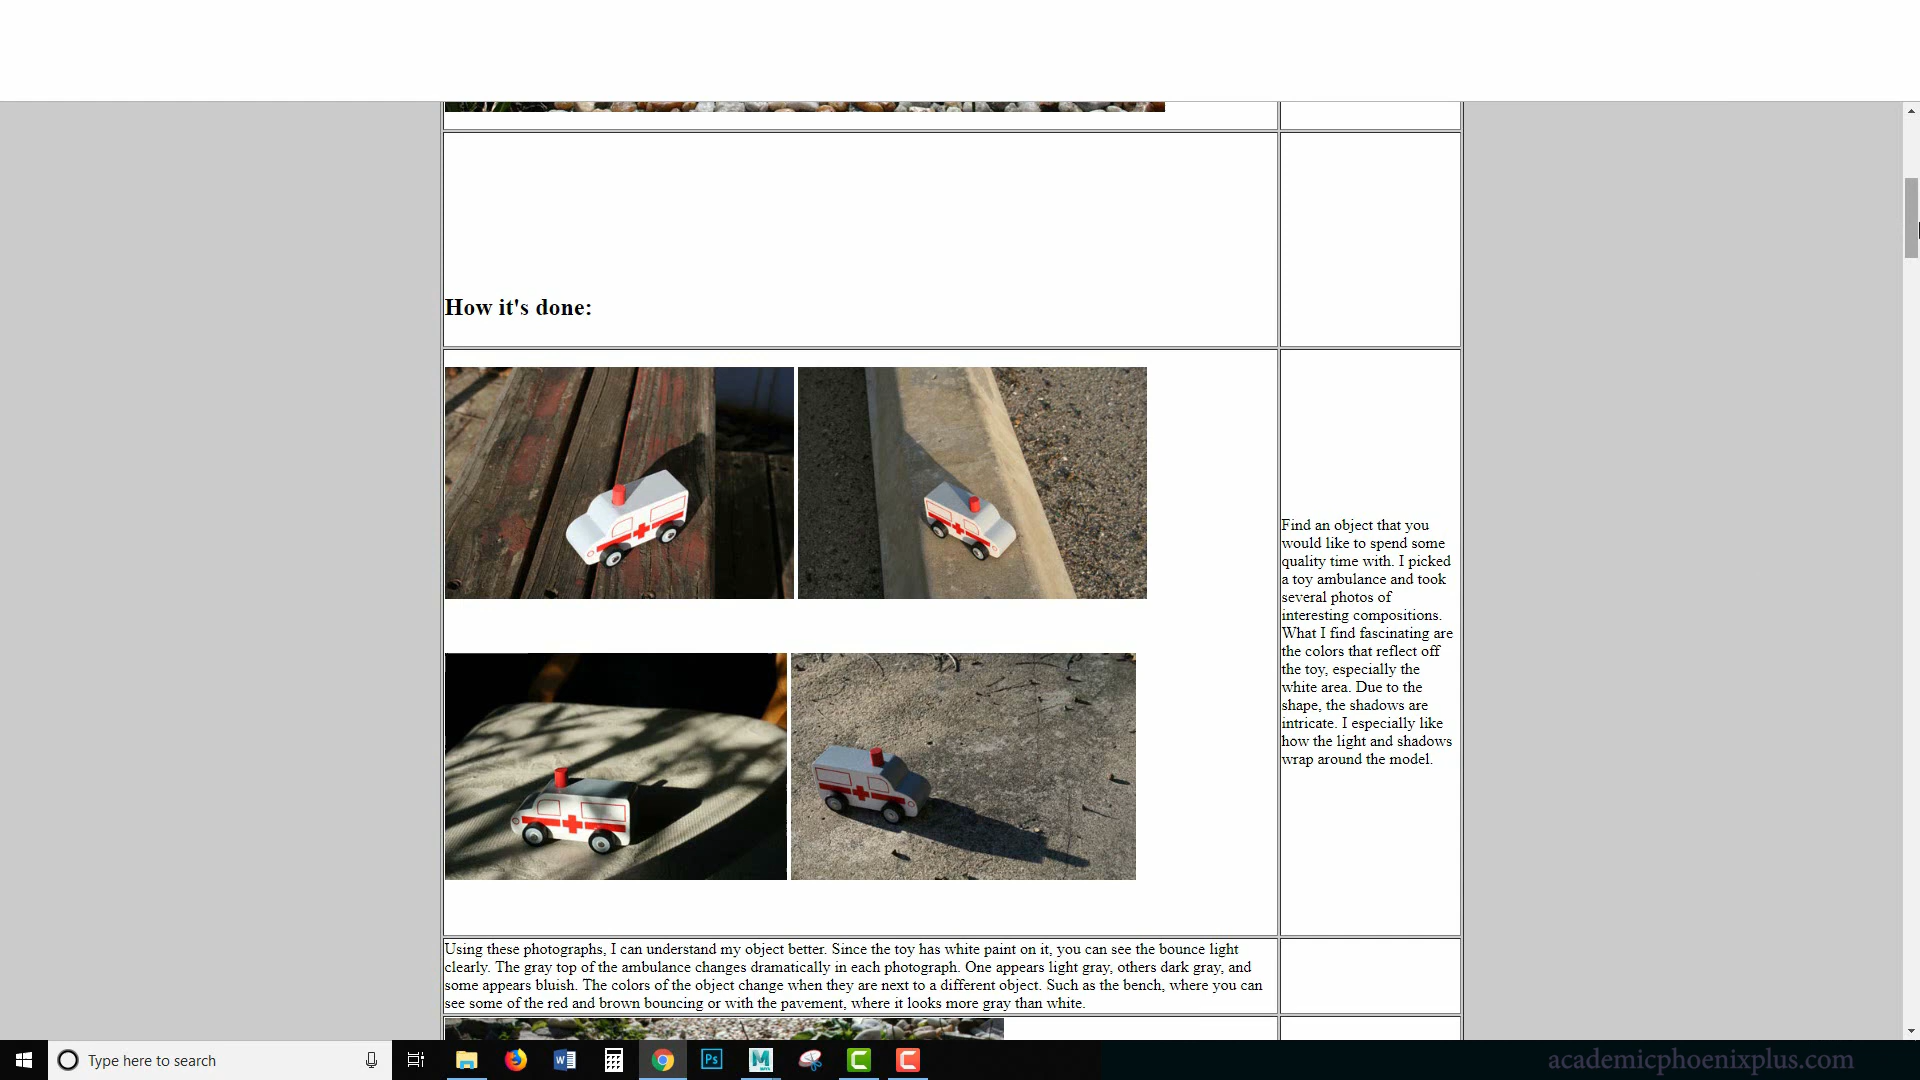 How it's done:
Find an object that you
would like to spend some
quality time with. I picked
a toy ambulance and took
several photos of
interesting compositions.
What I find fascinating are
the colors that reflect off
the toy, especially the
white area. Due to the
shape, the shadows are
intricate. I especially like
how the light and shadows
wrap around the model.
Using these photographs, I can understand my object better. Since the toy has white paint on it, you can see the bounce light
clearly. The gray top of the ambulance changes dramatically in each photograph. One appears light gray, others dark gray, and
some appears bluish. The colors of the object change when they are next to a different object. Such as the bench, where you can
see some of the red and brown bouncing or with the pavement, where it looks more gray than white.
Type here to search
Ps
M
academicphoenixplus.com